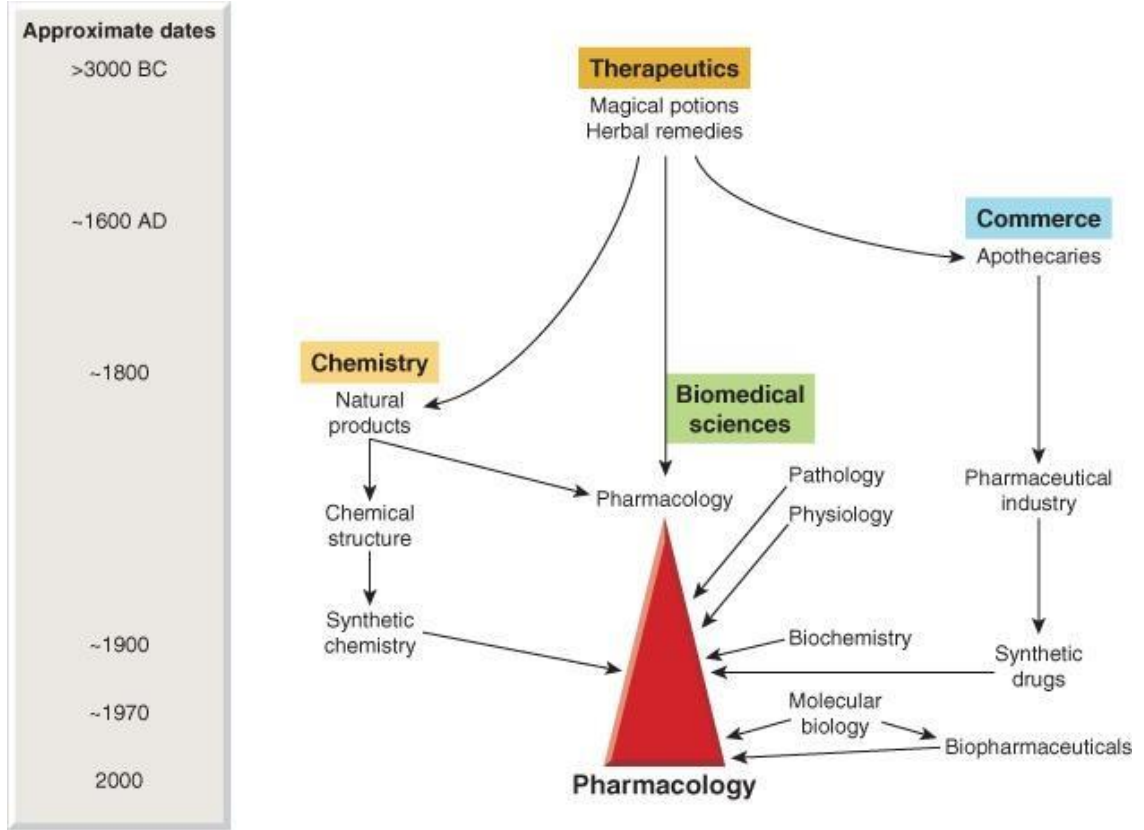 Approximate dates
>3000 BC
~1600 AD
~1800
~1900
~1970
2000
Therapeutics
Magical potions
Herbal remedies
Commerce
Apothecaries
Chemistry
Natural
products
Biomedical
sciences
Pathology
Pharmaceutical
industry
Pharmacology
Physiology
Chemical
structure
Synthetic
chemistry
Biochemistry
Synthetic
drugs
Molecular
biology
Biopharmaceuticals
Pharmacology